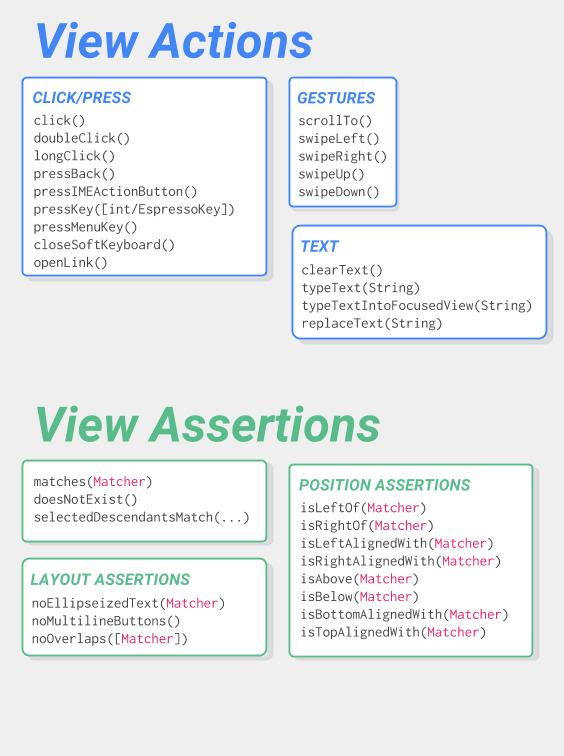 View Actions
CLICK/PRESS
click()
doubleClick()
longClick()
pressBack()
pressIMEActionButton()
pressKey([int/EspressoKey])
pressMenuKey()
closeSoftKeyboard()
openLink()
GESTURES
scrollTo()
swipeLeft()
swipeRight()
swipeUp()
swipeDown()
TEXT
clearText()
typeText(String)
typeTextIntoFocusedView(String)
replaceText(String)
View Assertions
matches(Matcher)
doesNotExist()
selectedDescendantsMatch(...)
LAYOUT ASSERTIONS
noEllipseizedText(Matcher)
noMultilineButtons()
noOverlaps([Matcher])
POSITION ASSERTIONS
isLeftOf(Matcher)
isRightOf(Matcher)
isLeftAlignedWith(Matcher)
isRightAlignedWith(Matcher)
isAbove(Matcher)
isBelow(Matcher)
isBottomAlignedWith(Matcher)
isTopAlignedWith(Matcher)